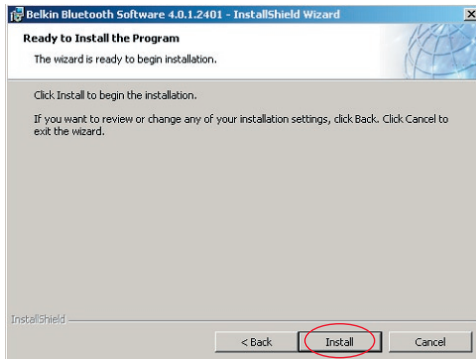 Belkin Bluetooth Software 4.0.1.2401 - InstallShield Wizard
Ready to Install the Program
The wizard is ready to begin installation.
Click Install to begin the installation.
If you want to review or change any of your installation settings, click Back. Click Cancel to
exit the wizard.
InstallShield
< Back Install Cancel